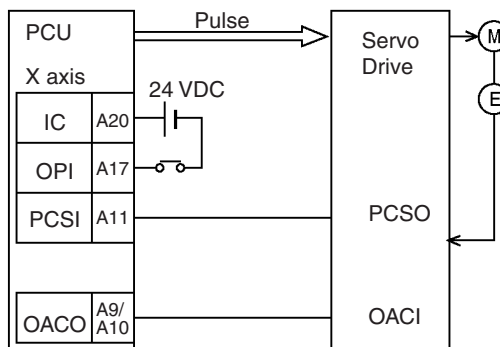 PCU
Pulse
Servo
Drive
M
E
X axis
24 VDC
IC A20
OPI A17
PCSI A11
PCSO
OACO A9/
A10
OACI